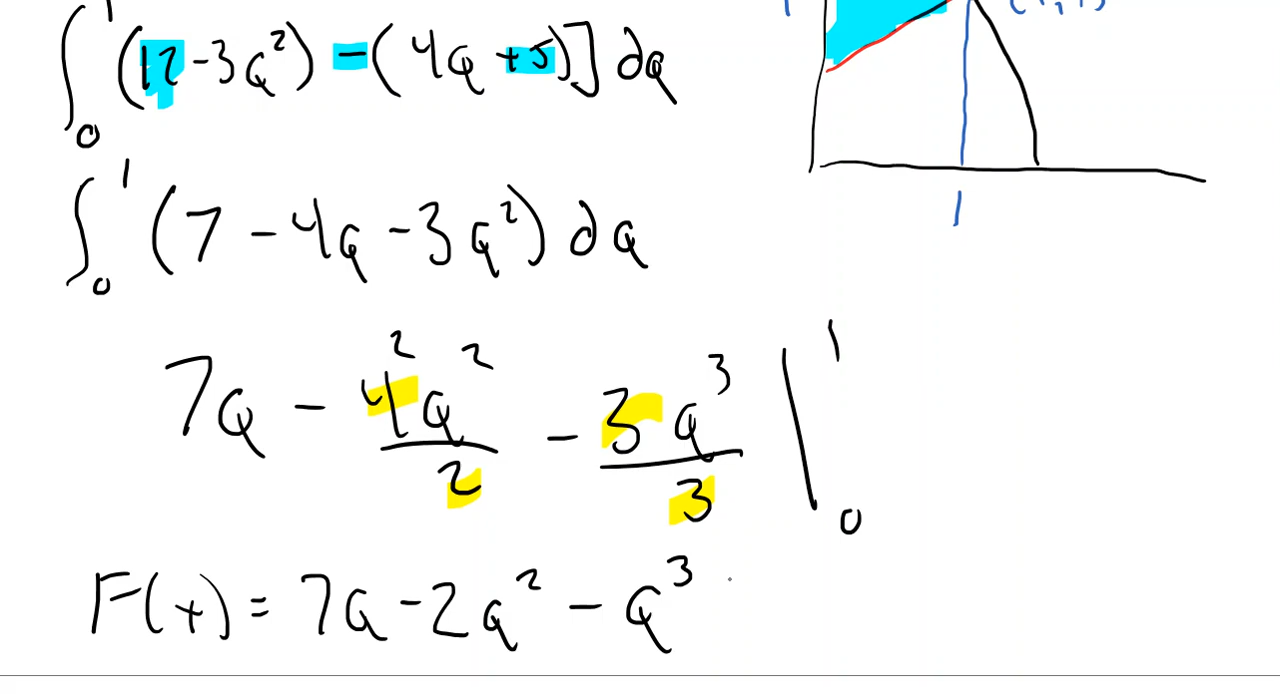 ∫₀¹ (12 - 3Q²) - (4Q + 5)] dQ
∫₀¹ (7 - 4Q - 3Q²) dQ
7Q - 4²Q²/2 - 3Q³/3 |₀¹
F(x) = 7Q - 2Q² - Q³
1